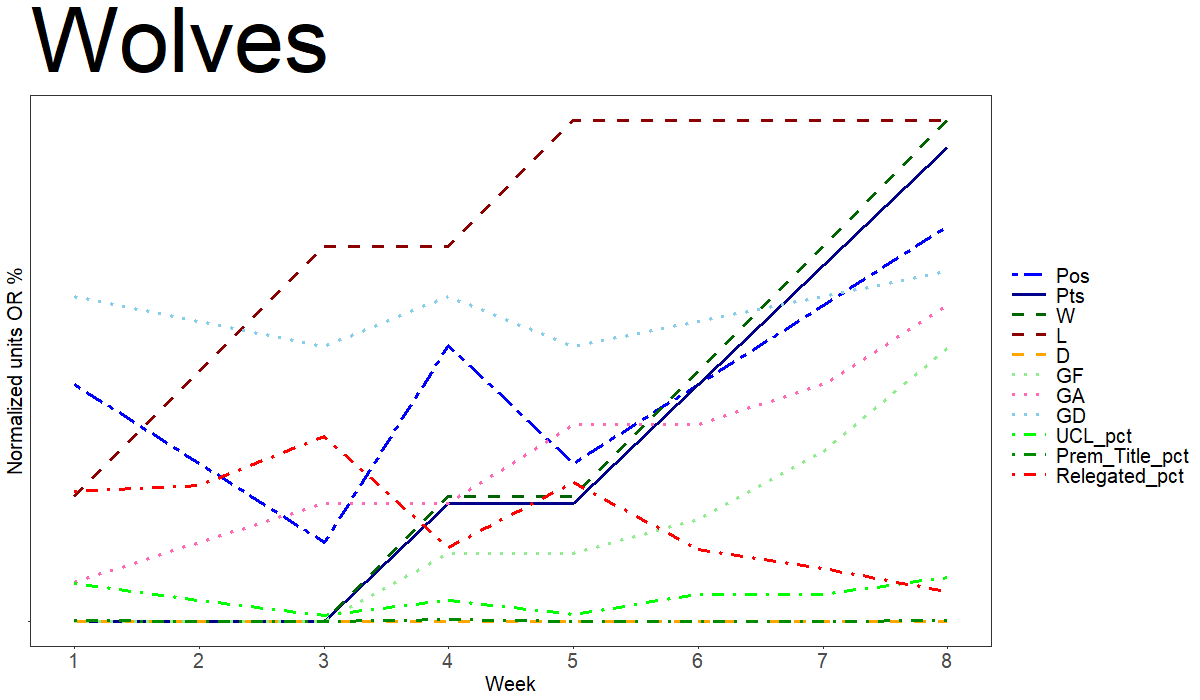 Wolves
Normalized units OR %
Pos
Pts
W
L
D
GF
GA
GD
UCL_pct
Prem_Title_pct
Relegated_pct
1 2 3 4 5 6 7 8
Week